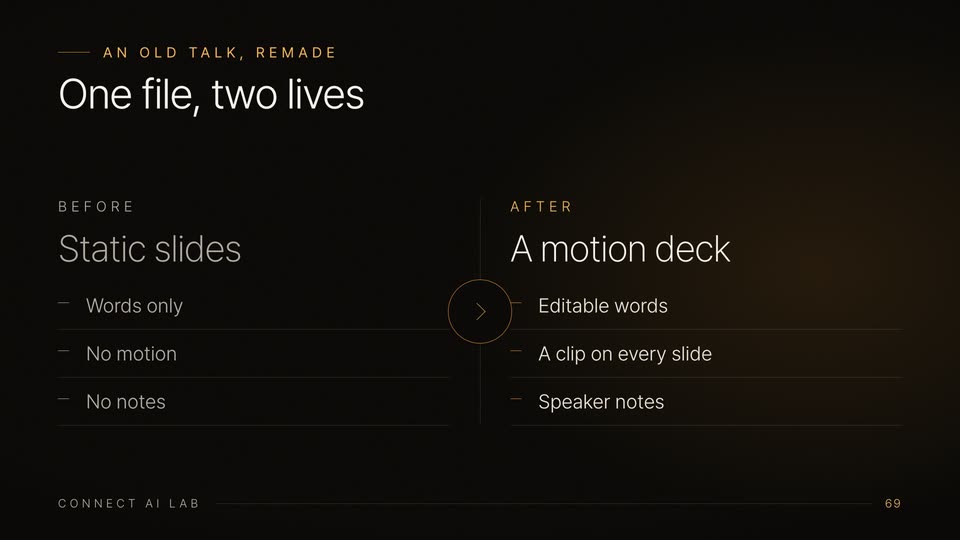 AN OLD TALK, REMADE
One file, two lives
BEFORE
Static slides
Words only
No motion
No notes
AFTER
A motion deck
Editable words
A clip on every slide
Speaker notes
CONNECT AI LAB
69